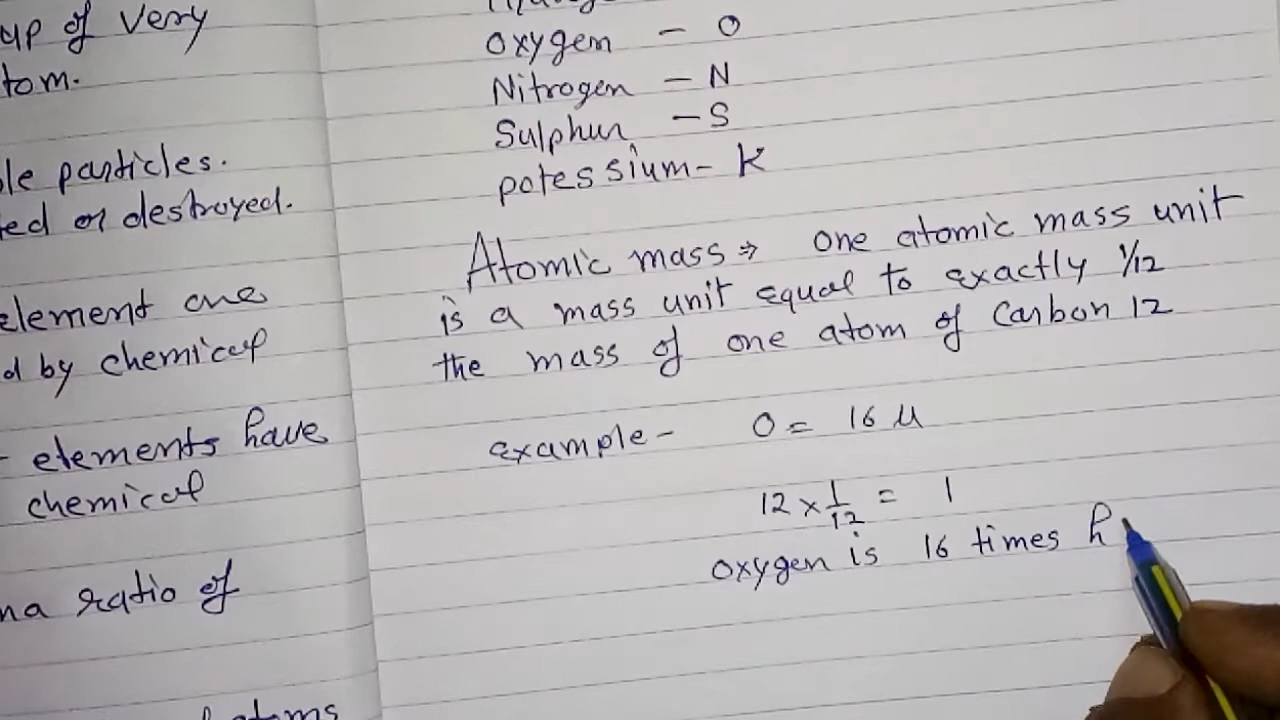 up of very
tom.
le particles.
ted or destroyed.
element are
d by chemical
elements have
chemical
na ratio of
atoms
oxygen - O
Nitrogen - N
Sulphur - S
potessium - K
Atomic mass ⇒ one atomic mass unit
is a mass unit equal to exactly 1/12
the mass of one atom of Carbon 12
example - O = 16 u
12 × 1/12 = 1
oxygen is 16 times h